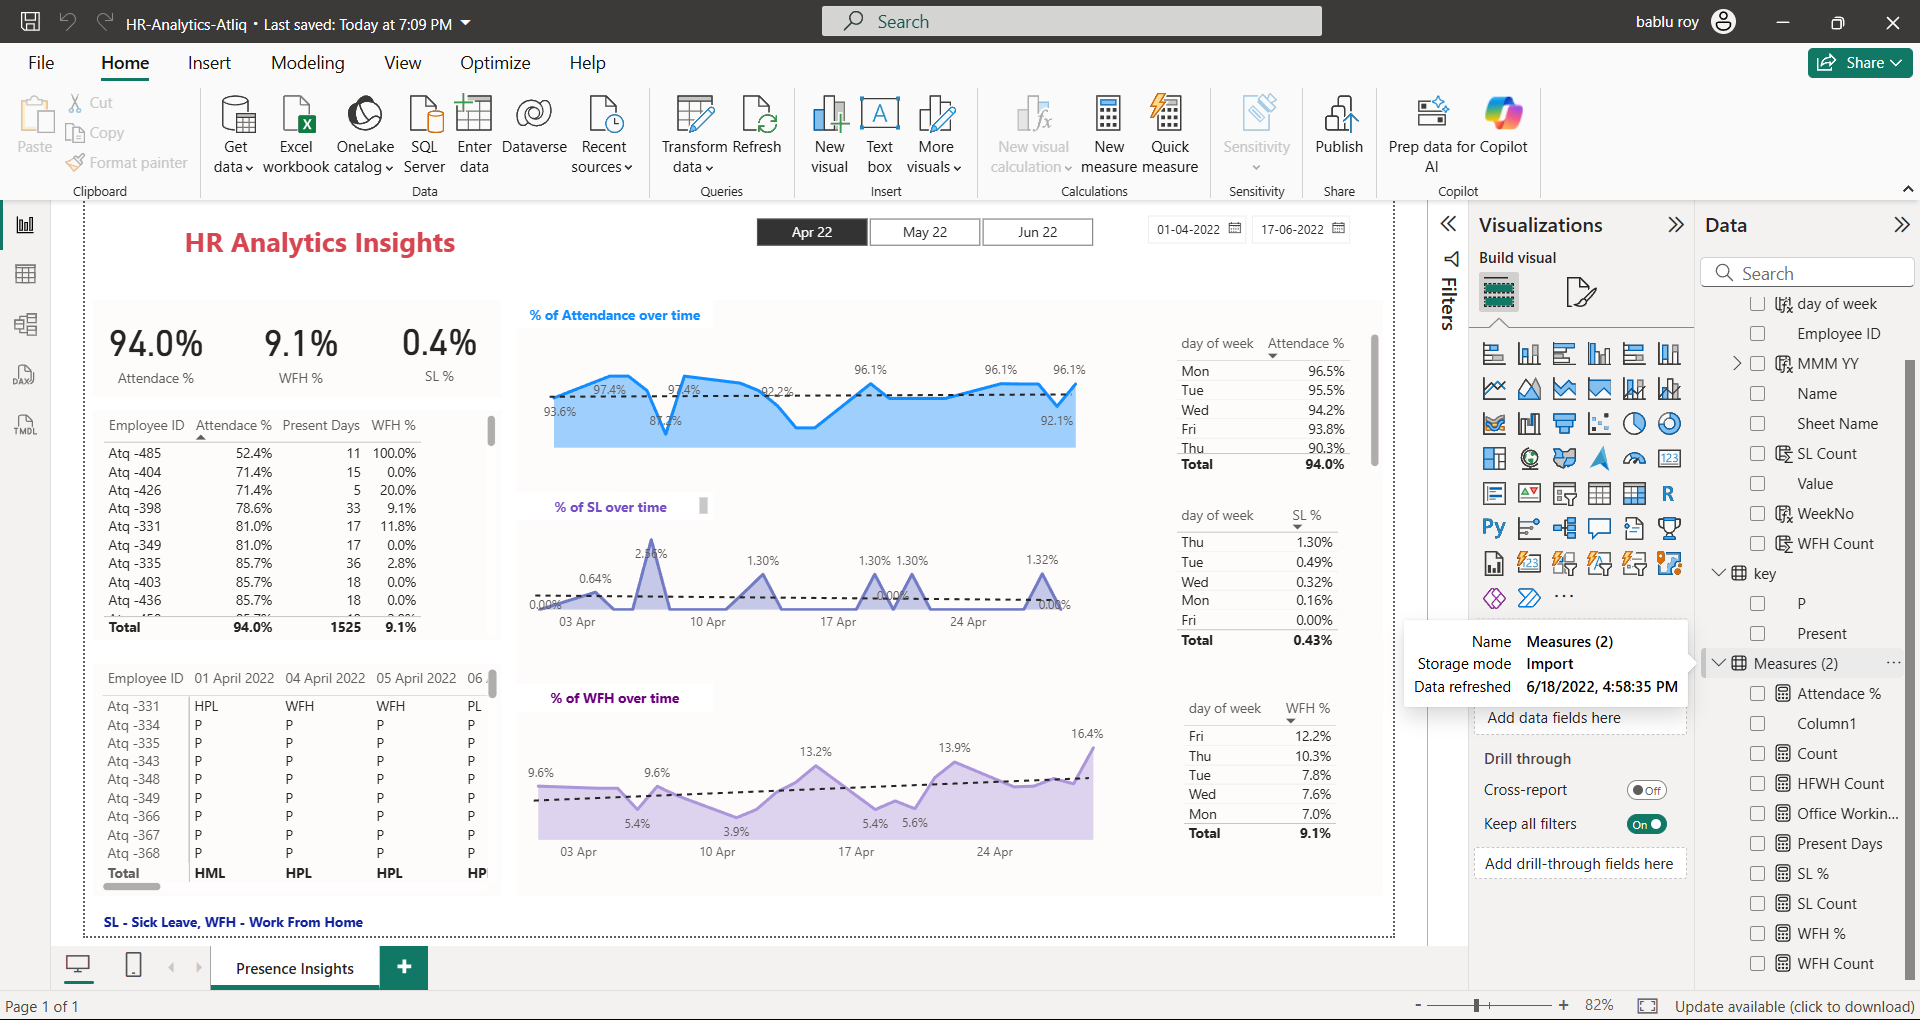 HR-Analytics-Atliq • Last saved: Today at 7:09 PM
Search
bablu roy
File Home Insert Modeling View Optimize Help
Share
Paste
Cut
Copy
Format painter
Clipboard
Get data
Excel workbook
OneLake catalog
SQL Server
Enter data
Dataverse
Recent sources
Data
Transform data
Refresh
Queries
New visual
Text box
More visuals
Insert
New visual calculation
New measure
Quick measure
Calculations
Sensitivity
Sensitivity
Publish
Share
Prep data for AI
Copilot
Copilot
HR Analytics Insights
Apr 22
May 22
Jun 22
01-04-2022
17-06-2022
94.0%
Attendace %
9.1%
WFH %
0.4%
SL %
Employee ID Attendace % Present Days WFH %
Atq -485 52.4% 11 100.0%
Atq -404 71.4% 15 0.0%
Atq -426 71.4% 5 20.0%
Atq -398 78.6% 33 9.1%
Atq -331 81.0% 17 11.8%
Atq -349 81.0% 17 0.0%
Atq -335 85.7% 36 2.8%
Atq -403 85.7% 18 0.0%
Atq -436 85.7% 18 0.0%
Total 94.0% 1525 9.1%
Employee ID 01 April 2022 04 April 2022 05 April 2022 06
Atq -331 HPL WFH WFH PL
Atq -334 P P P P
Atq -335 P P P P
Atq -343 P P P P
Atq -348 P P P P
Atq -349 P P P P
Atq -366 P P P P
Atq -367 P P P P
Atq -368 P P P P
Total HML HPL HPL HP
SL - Sick Leave, WFH - Work From Home
% of Attendance over time
93.6% 97.4% 87.2% 97.4% 92.2% 96.1% 96.1% 92.1% 96.1%
day of week Attendace %
Mon 96.5%
Tue 95.5%
Wed 94.2%
Fri 93.8%
Thu 90.3%
Total 94.0%
% of SL over time
0.00% 0.64% 2.56% 1.30% 1.30% 0.00% 1.30% 1.32% 0.00%
03 Apr 10 Apr 17 Apr 24 Apr
day of week SL %
Thu 1.30%
Tue 0.49%
Wed 0.32%
Mon 0.16%
Fri 0.00%
Total 0.43%
% of WFH over time
9.6% 5.4% 9.6% 3.9% 13.2% 5.4% 5.6% 13.9% 16.4%
03 Apr 10 Apr 17 Apr 24 Apr
day of week WFH %
Fri 12.2%
Thu 10.3%
Tue 7.8%
Wed 7.6%
Mon 7.0%
Total 9.1%
Filters
Visualizations
Build visual
123
R
Py
123
Name Measures (2)
Storage mode Import
Data refreshed 6/18/2022, 4:58:35 PM
Add data fields here
Drill through
Cross-report Off
Keep all filters On
Add drill-through fields here
Data
Search
day of week
Employee ID
MMM YY
Name
Sheet Name
SL Count
Value
WeekNo
WFH Count
key
P
Present
Measures (2)
Attendace %
Column1
Count
HFWH Count
Office Workin...
Present Days
SL %
SL Count
WFH %
WFH Count
DAX
TMDL
Presence Insights
Page 1 of 1
- + 82%
Update available (click to download)